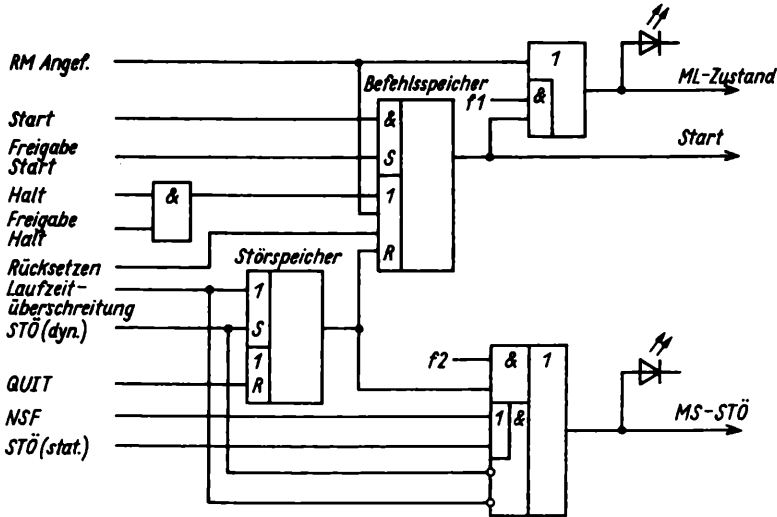 RM Angef.
Befehlsspeicher
1
&
f1
ML-Zustand
Start
&
Start
Freigabe
Start
S
Halt
&
1
Freigabe
Halt
Rücksetzen
R
Störspeicher
Laufzeit-
überschreitung
1
STÖ (dyn.)
S
f2
&
1
1
QUIT
R
NSF
1
&
MS-STÖ
STÖ (stat.)